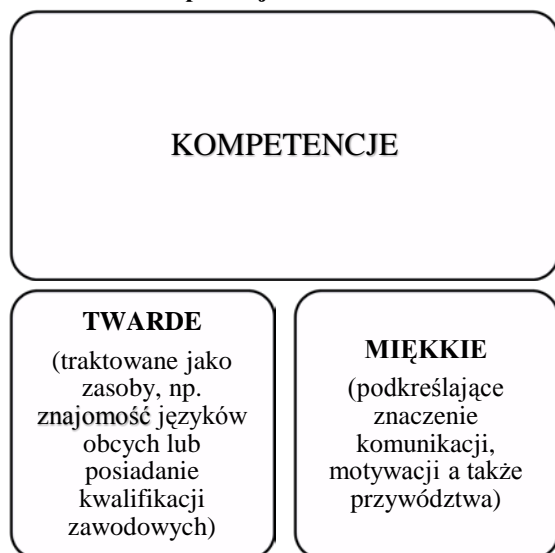 KOMPETENCJE
TWARDE
(traktowane jako
zasoby, np.
znajomość języków
obcych lub
posiadanie
kwalifikacji
zawodowych)
MIĘKKIE
(podkreślające
znaczenie
komunikacji,
motywacji a także
przywództwa)